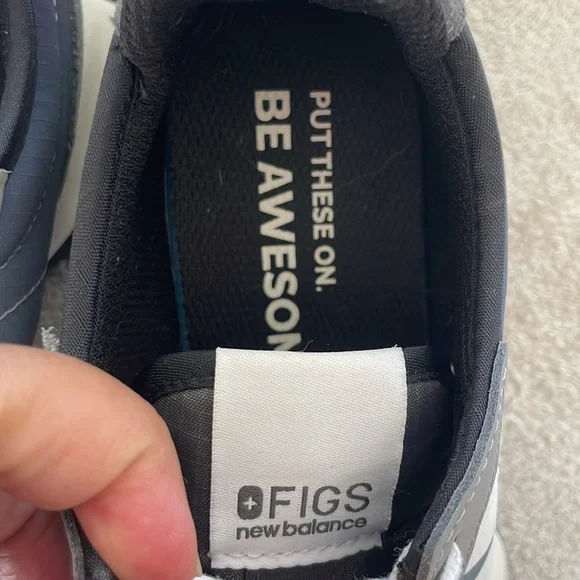 PUT THESE ON.
BE AWESOM
FIGS
new balance